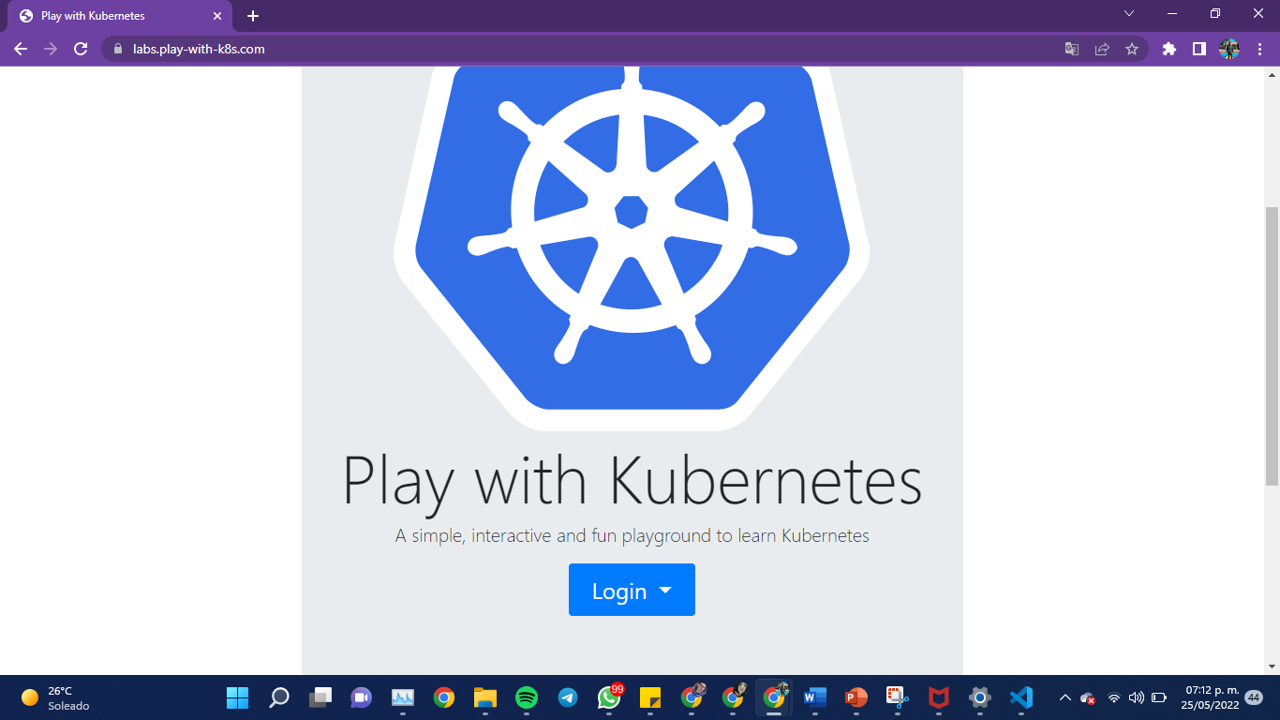 Play with Kubernetes
labs.play-with-k8s.com
Play with Kubernetes
A simple, interactive and fun playground to learn Kubernetes
Login
26°C
Soleado
99
07:12 p. m.
25/05/2022
44